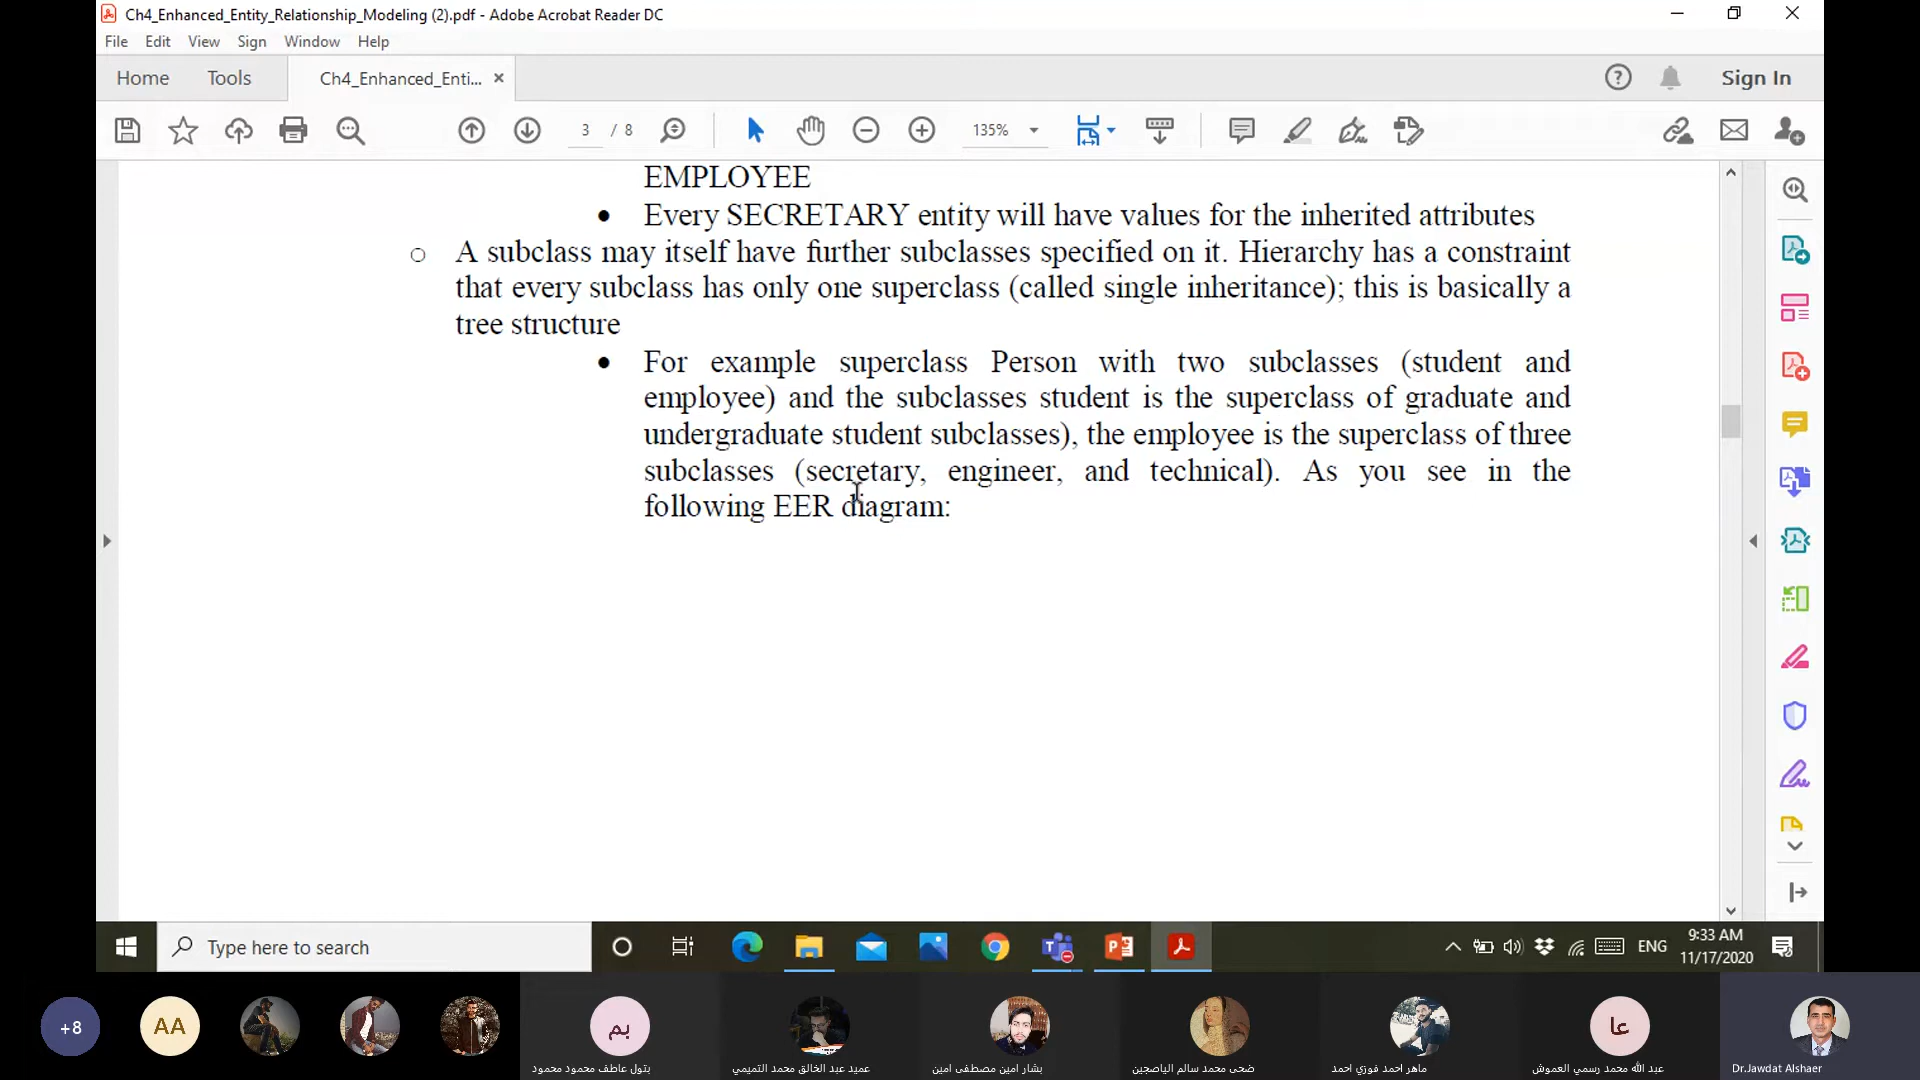 Ch4_Enhanced_Entity_Relationship_Modeling (2).pdf - Adobe Acrobat Reader DC
File Edit View Sign Window Help
Home Tools Ch4_Enhanced_Enti... × Sign In
3 / 8 135%
EMPLOYEE
• Every SECRETARY entity will have values for the inherited attributes
o A subclass may itself have further subclasses specified on it. Hierarchy has a constraint
that every subclass has only one superclass (called single inheritance); this is basically a
tree structure
• For example superclass Person with two subclasses (student and
employee) and the subclasses student is the superclass of graduate and
undergraduate student subclasses), the employee is the superclass of three
subclasses (secretary, engineer, and technical). As you see in the
following EER diagram:
Type here to search
ENG
9:33 AM
11/17/2020
+8 AA بم عا
بتول عاطف محمود محمود
عميد عبد الخالق محمد التميمي
بشار امين مصطفى امين
ضحى محمد سالم الياصجين
ماهر احمد فوزي احمد
عبد الله محمد رسمي العموش
Dr.Jawdat Alshaer